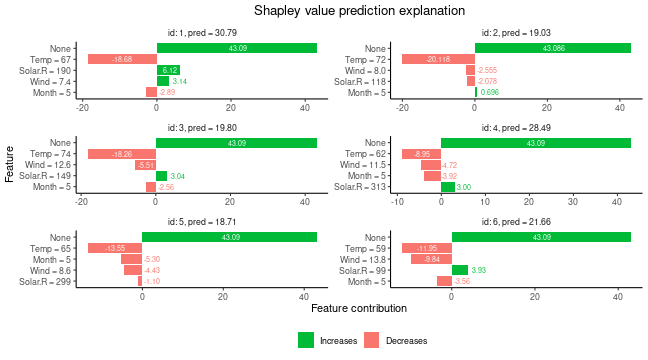 Shapley value prediction explanation
id: 1, pred = 30.79
None 43.09
Temp = 67 -18.68
Solar.R = 190 6.12
Wind = 7.4 3.14
Month = 5 -2.89
-20 0 20 40
id: 2, pred = 19.03
None 43.086
Temp = 72 -20.118
Wind = 8.0 -2.555
Solar.R = 118 -2.078
Month = 5 0.696
-20 0 20 40
id: 3, pred = 19.80
None 43.09
Temp = 74 -18.26
Wind = 12.6 -5.51
Solar.R = 149 3.04
Month = 5 -2.56
-20 0 20 40
id: 4, pred = 28.49
None 43.09
Temp = 62 -8.95
Wind = 11.5 -4.72
Month = 5 -3.92
Solar.R = 313 3.00
-10 0 10 20 30 40
id: 5, pred = 18.71
None 43.09
Temp = 65 -13.55
Month = 5 -5.30
Wind = 8.6 -4.43
Solar.R = 299 -1.10
0 20 40
id: 6, pred = 21.66
None 43.09
Temp = 59 -11.95
Wind = 13.8 -9.84
Solar.R = 99 3.93
Month = 5 -3.56
0 20 40
Feature
Feature contribution
Increases Decreases